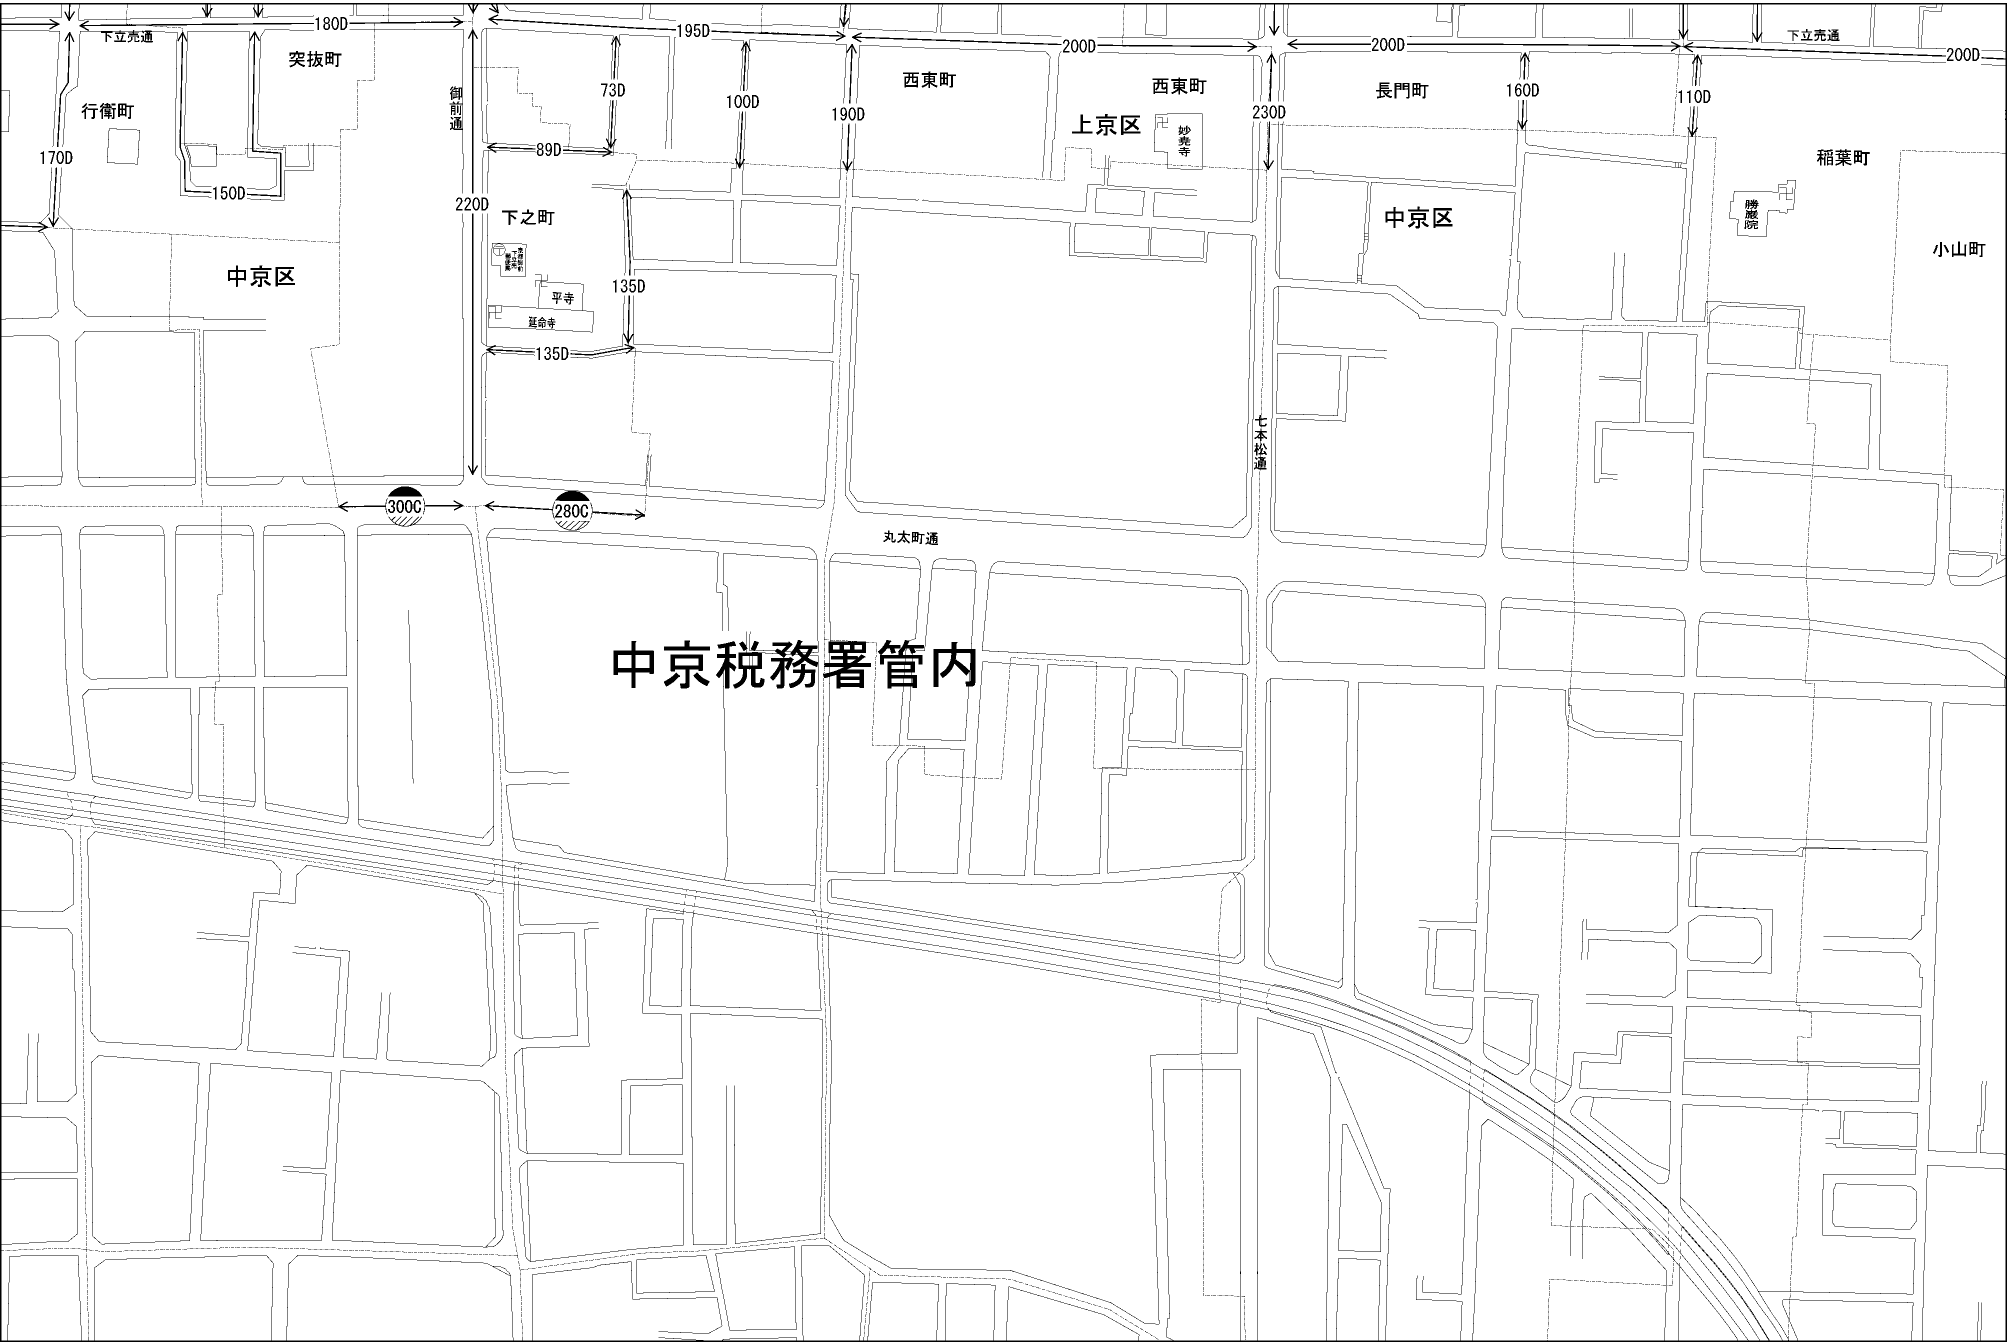 180D
195D
200D
200D
200D
下立売通
下立売通
突抜町
行衛町
御前通
73D
100D
190D
西東町
西東町
上京区
妙堯寺
230D
長門町
160D
110D
稲葉町
170D
89D
150D
220D
下之町
中京区
勝巌院
小山町
中京区
135D
平寺
延命寺
135D
七本松通
300C
280C
丸太町通
中京税務署管内